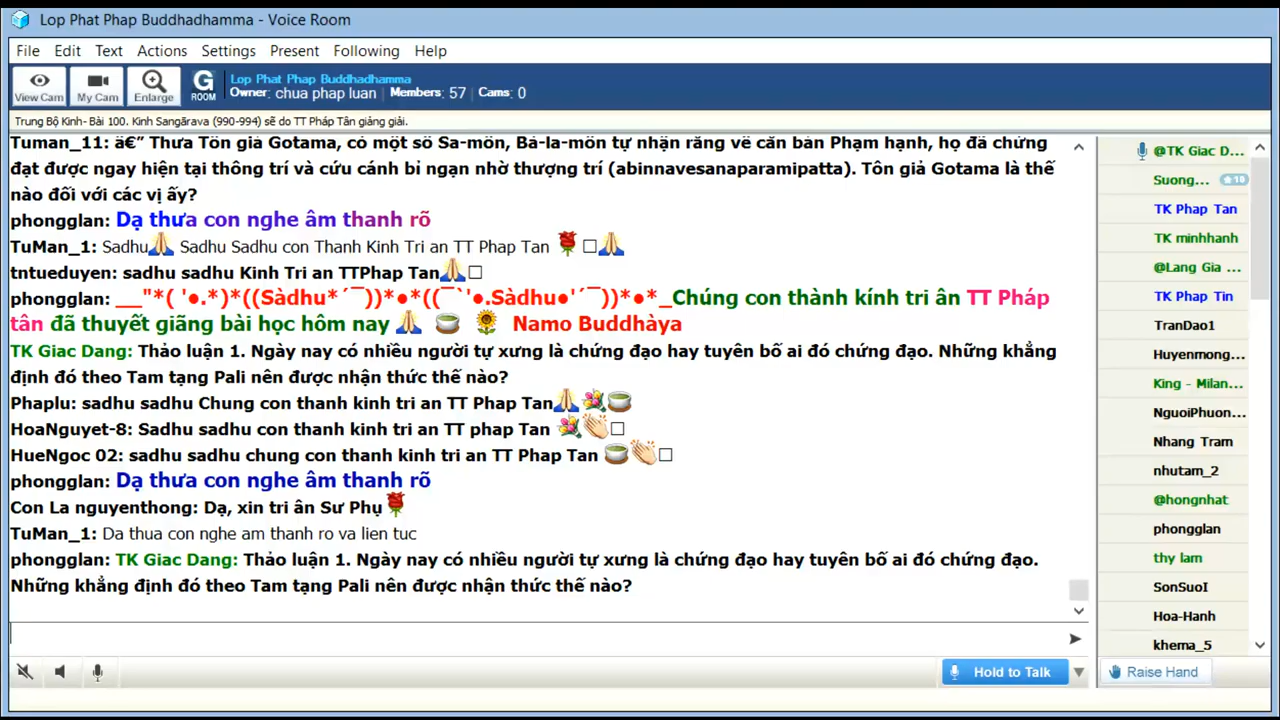 Lop Phat Phap Buddhadhamma - Voice Room
File Edit Text Actions Settings Present Following Help
View Cam My Cam Enlarge G ROOM
Lop Phat Phap Buddhadhamma
Owner: chua phap luan Members: 57 Cams: 0
Trung Bộ Kinh- Bài 100. Kinh Sangārava (990-994) sẽ do TT Pháp Tân giảng giải.
Tuman_11: â€” Thưa Tôn giả Gotama, có một số Sa-môn, Bà-la-môn tự nhận rằng về căn bản Phạm hạnh, họ đã chứng
đạt được ngay hiện tại thông trí và cứu cánh bỉ ngạn nhờ thượng trí (abinnavesanaparamipatta). Tôn giả Gotama là thế
nào đối với các vị ấy?
phongglan: Dạ thưa con nghe âm thanh rõ
TuMan_1: Sadhu🙏 Sadhu Sadhu con Thanh Kinh Tri an TT Phap Tan 🌹□🙏
tntueduyen: sadhu sadhu Kinh Tri an TTPhap Tan🙏□
phongglan: __"*( '●.*)*((Sàdhu*´¯))*●*((¯`'●.Sàdhu●'´¯))*●*_Chúng con thành kính tri ân TT Pháp
tân đã thuyết giãng bài học hôm nay 🙏 🍵 🌻 Namo Buddhàya
TK Giac Dang: Thảo luận 1. Ngày nay có nhiều người tự xưng là chứng đạo hay tuyên bố ai đó chứng đạo. Những khẳng
định đó theo Tam tạng Pali nên được nhận thức thế nào?
Phaplu: sadhu sadhu Chung con thanh kinh tri an TT Phap Tan🙏💐🍵
HoaNguyet-8: Sadhu sadhu con thanh kinh tri an TT phap Tan 💐👏□
HueNgoc 02: sadhu sadhu chung con thanh kinh tri an TT Phap Tan 🍵👏□
phongglan: Dạ thưa con nghe âm thanh rõ
Con La nguyenthong: Dạ, xin tri ân Sư Phụ🌹
TuMan_1: Da thua con nghe am thanh ro va lien tuc
phongglan: TK Giac Dang: Thảo luận 1. Ngày nay có nhiều người tự xưng là chứng đạo hay tuyên bố ai đó chứng đạo.
Những khẳng định đó theo Tam tạng Pali nên được nhận thức thế nào?
@TK Giac D...
Suong... ★10
TK Phap Tan
TK minhhanh
@Lang Gia ...
TK Phap Tin
TranDao1
Huyenmong...
King - Milan...
NguoiPhuon...
Nhang Tram
nhutam_2
@hongnhat
phongglan
thy lam
SonSuoI
Hoa-Hanh
khema_5
Hold to Talk
Raise Hand